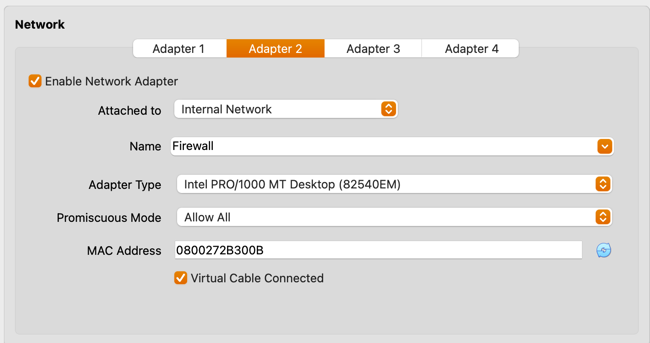 Network
Adapter 1 Adapter 2 Adapter 3 Adapter 4
Enable Network Adapter
Attached to Internal Network
Name Firewall
Adapter Type Intel PRO/1000 MT Desktop (82540EM)
Promiscuous Mode Allow All
MAC Address 0800272B300B
Virtual Cable Connected